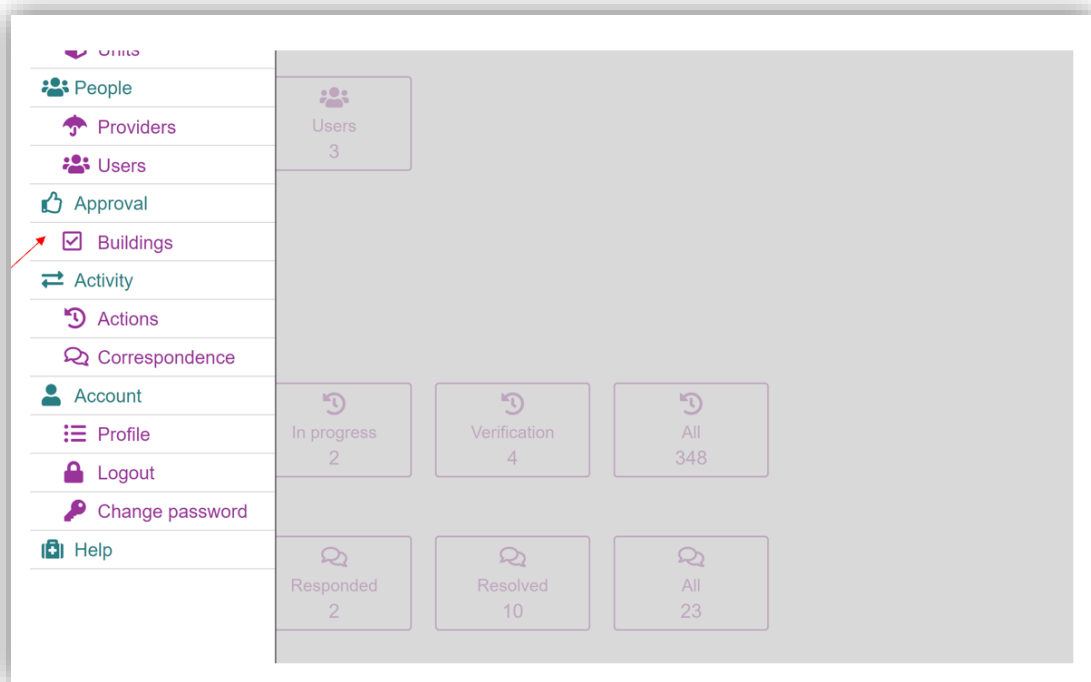 Units
People
Providers
Users
Approval
Buildings
Activity
Actions
Correspondence
Account
Profile
Logout
Change password
Help
Users
3
In progress
2
Verification
4
All
348
Responded
2
Resolved
10
All
23